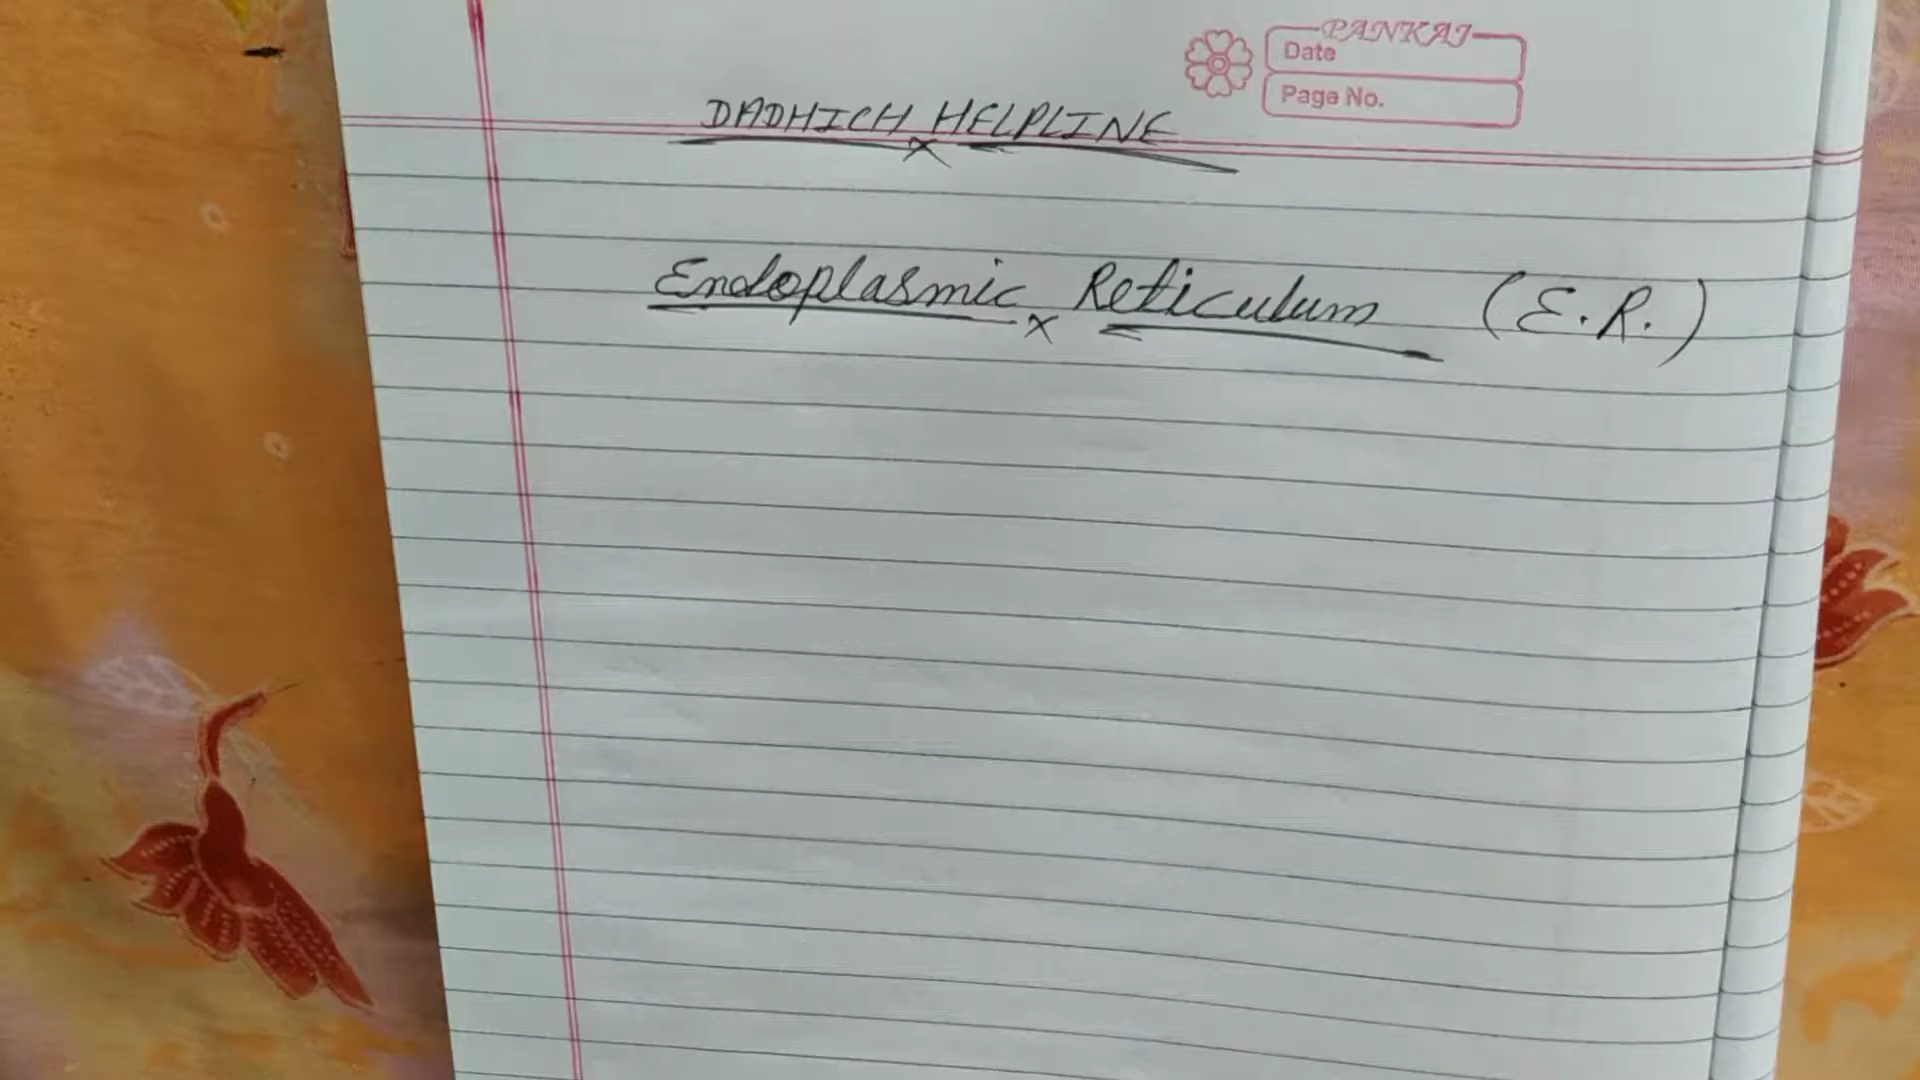 PANKAJ
Date
Page No.
DADHICH HELPLINE
Endoplasmic Reticulum (E.R.)